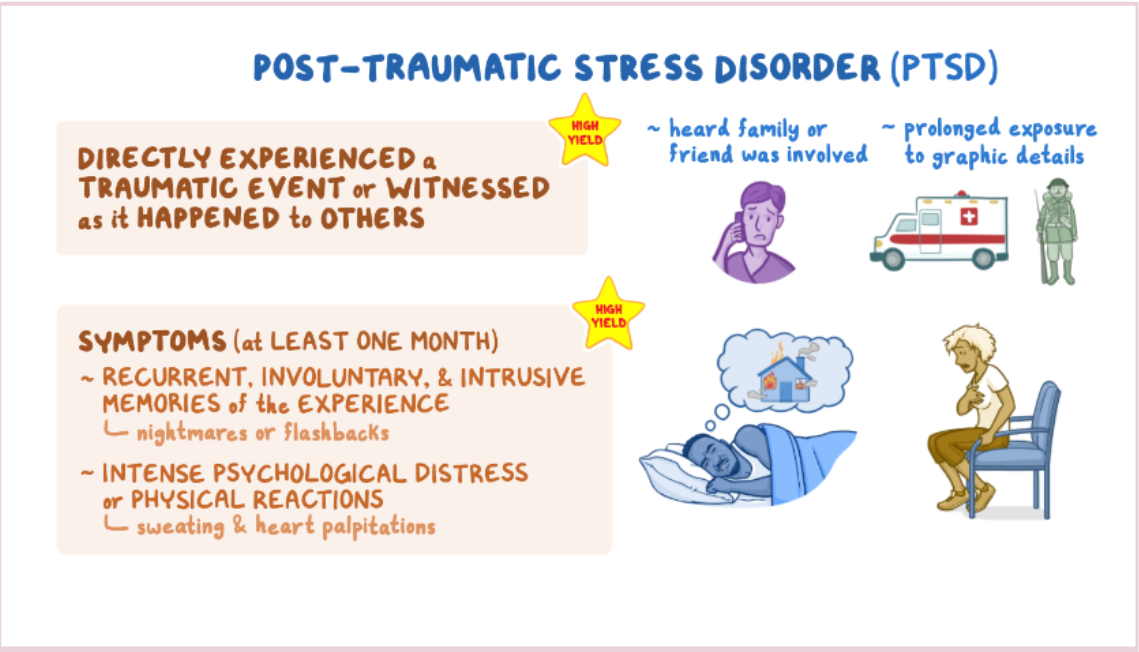 POST-TRAUMATIC STRESS DISORDER (PTSD)
DIRECTLY EXPERIENCED a
TRAUMATIC EVENT or WITNESSED
as it HAPPENED to OTHERS
HIGH
YIELD
~ heard family or
friend was involved
~ prolonged exposure
to graphic details
SYMPTOMS (at LEAST ONE MONTH)
HIGH
YIELD
~ RECURRENT, INVOLUNTARY, & INTRUSIVE
MEMORIES of the EXPERIENCE
nightmares or flashbacks
~ INTENSE PSYCHOLOGICAL DISTRESS
or PHYSICAL REACTIONS
sweating & heart palpitations